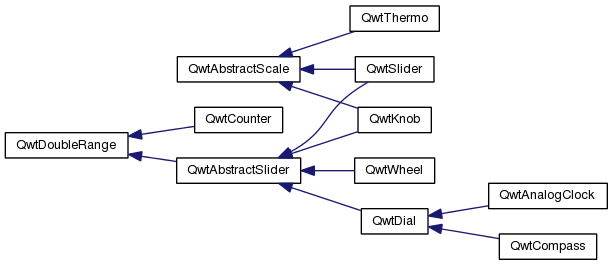 QwtThermo
QwtAbstractScale
QwtSlider
QwtCounter
QwtKnob
QwtDoubleRange
QwtAbstractSlider
QwtWheel
QwtAnalogClock
QwtDial
QwtCompass